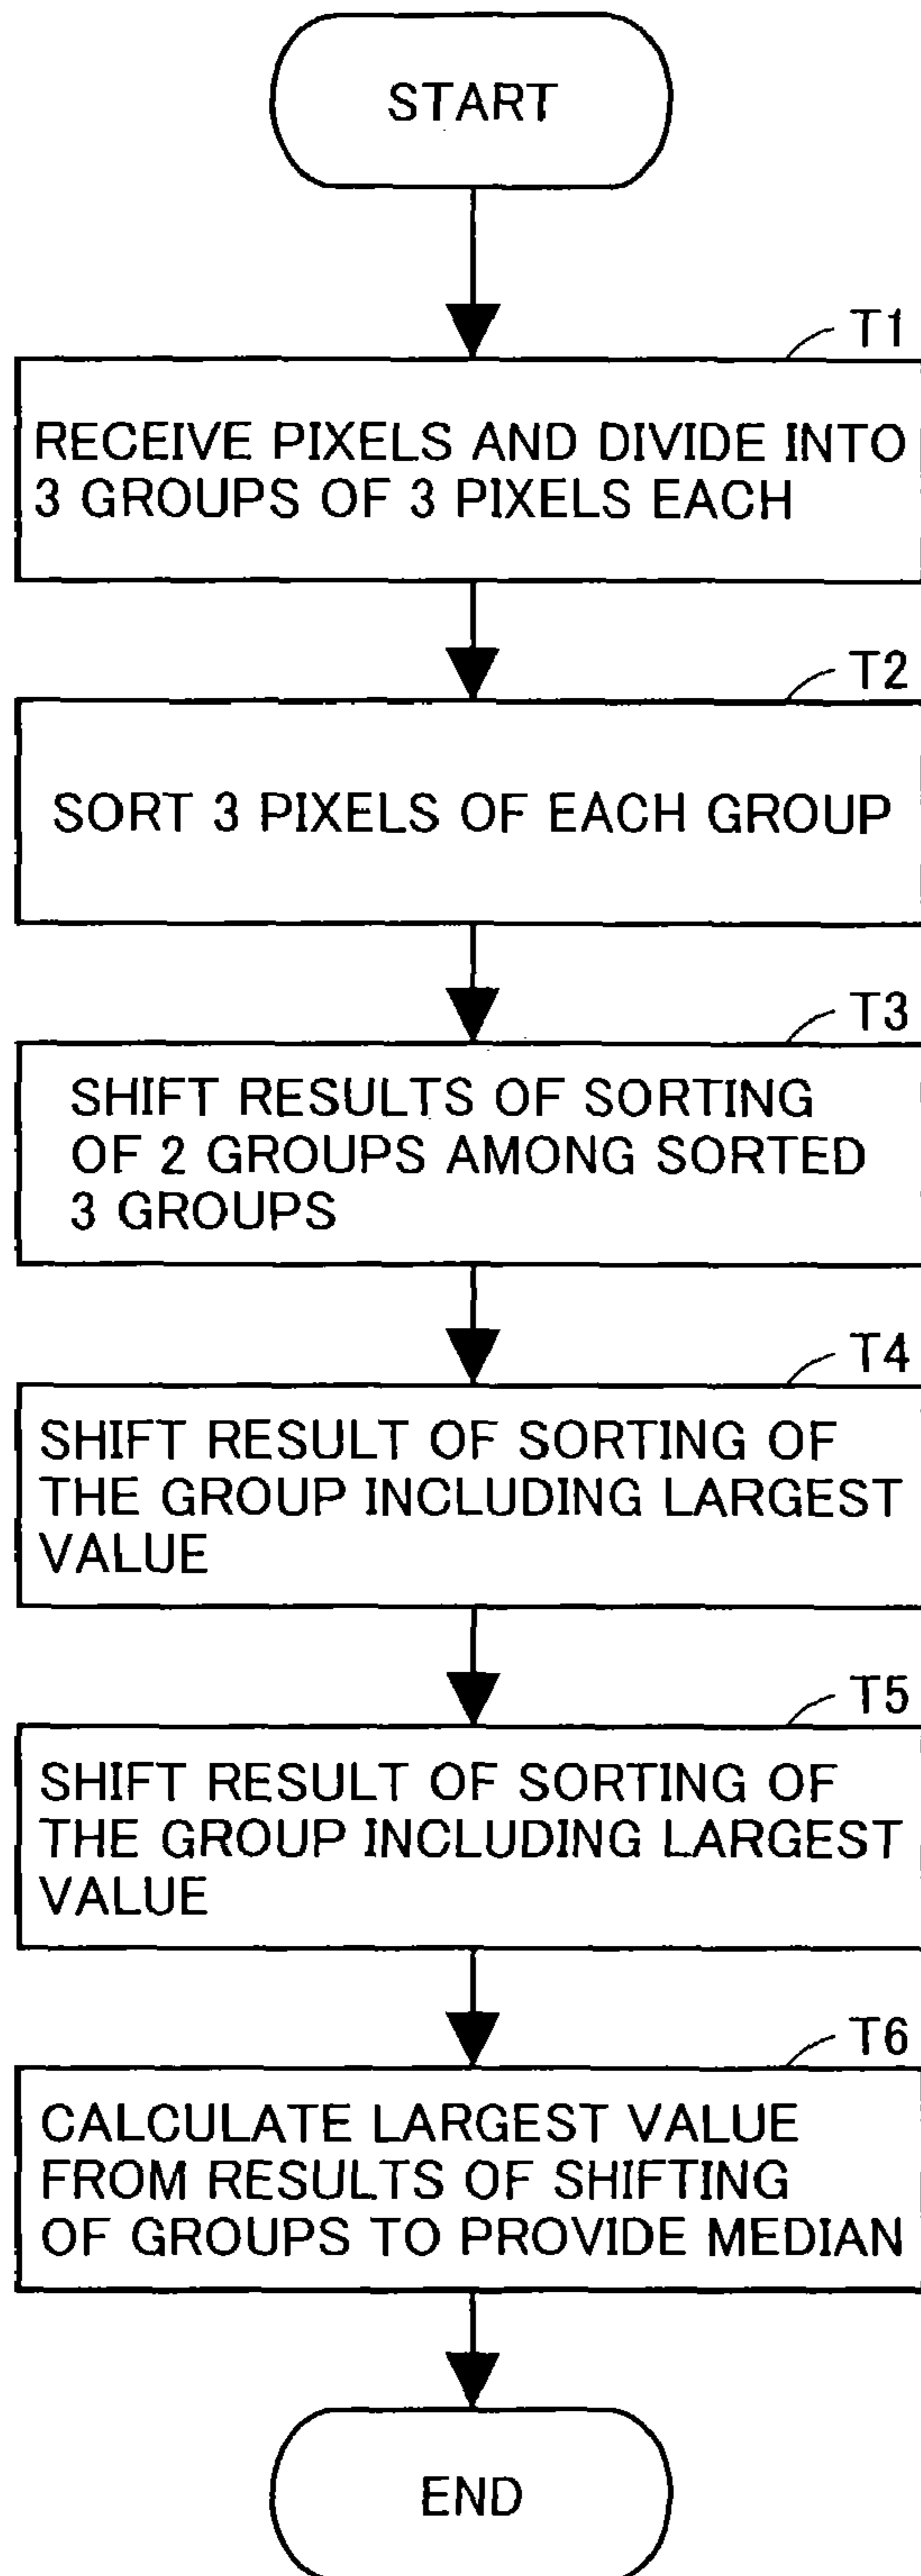 START
T1
RECEIVE PIXELS AND DIVIDE INTO
3 GROUPS OF 3 PIXELS EACH
T2
SORT 3 PIXELS OF EACH GROUP
T3
SHIFT RESULTS OF SORTING
OF 2 GROUPS AMONG SORTED
3 GROUPS
T4
SHIFT RESULT OF SORTING OF
THE GROUP INCLUDING LARGEST
VALUE
T5
SHIFT RESULT OF SORTING OF
THE GROUP INCLUDING LARGEST
VALUE
T6
CALCULATE LARGEST VALUE
FROM RESULTS OF SHIFTING
OF GROUPS TO PROVIDE MEDIAN
END